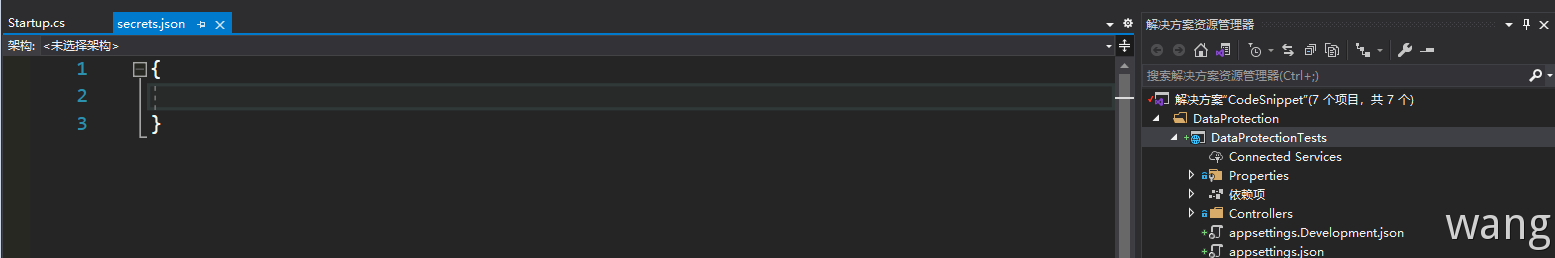 Startup.cs
secrets.json
架构: <未选择架构>
1 {
2
3 }
解决方案资源管理器
搜索解决方案资源管理器(Ctrl+;)
解决方案"CodeSnippet"(7 个项目，共 7 个)
DataProtection
DataProtectionTests
Connected Services
Properties
依赖项
Controllers
appsettings.Development.json
appsettings.json
wang